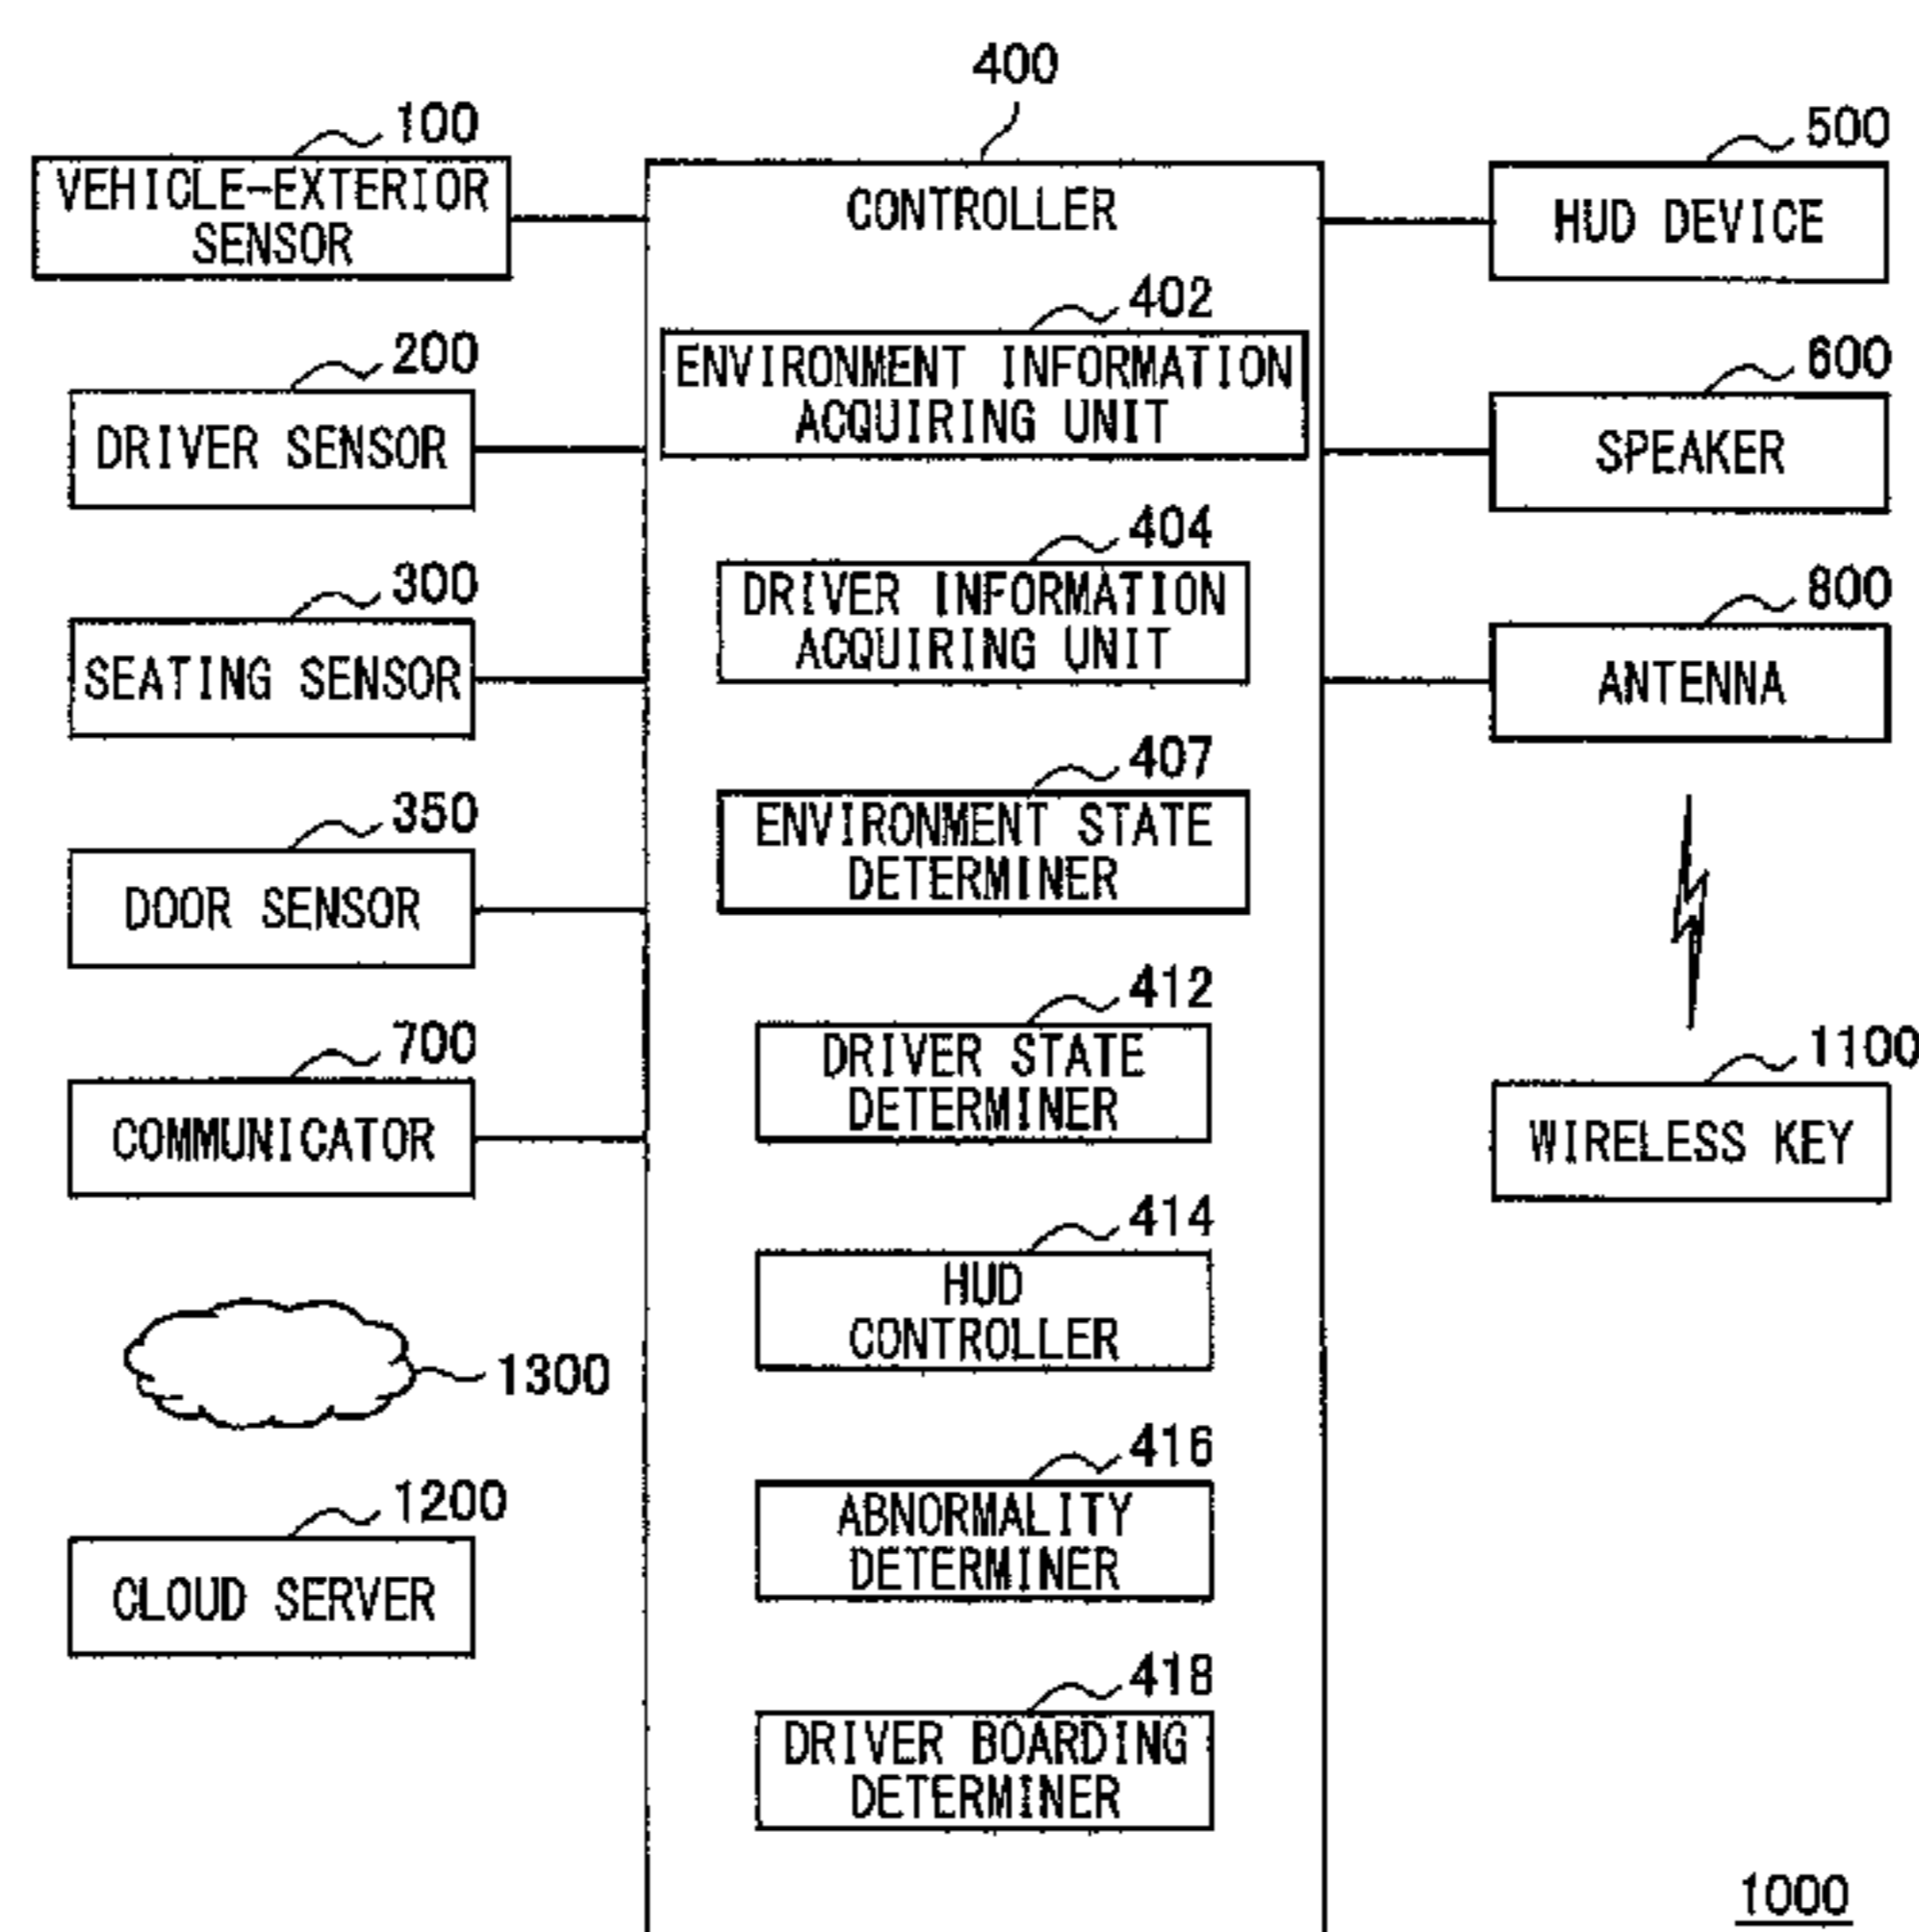 400
100
VEHICLE-EXTERIOR
SENSOR
200
DRIVER SENSOR
300
SEATING SENSOR
350
DOOR SENSOR
700
COMMUNICATOR
1300
1200
CLOUD SERVER
CONTROLLER
402
ENVIRONMENT INFORMATION
ACQUIRING UNIT
404
DRIVER INFORMATION
ACQUIRING UNIT
407
ENVIRONMENT STATE
DETERMINER
412
DRIVER STATE
DETERMINER
414
HUD
CONTROLLER
416
ABNORMALITY
DETERMINER
418
DRIVER BOARDING
DETERMINER
500
HUD DEVICE
600
SPEAKER
800
ANTENNA
1100
WIRELESS KEY
1000